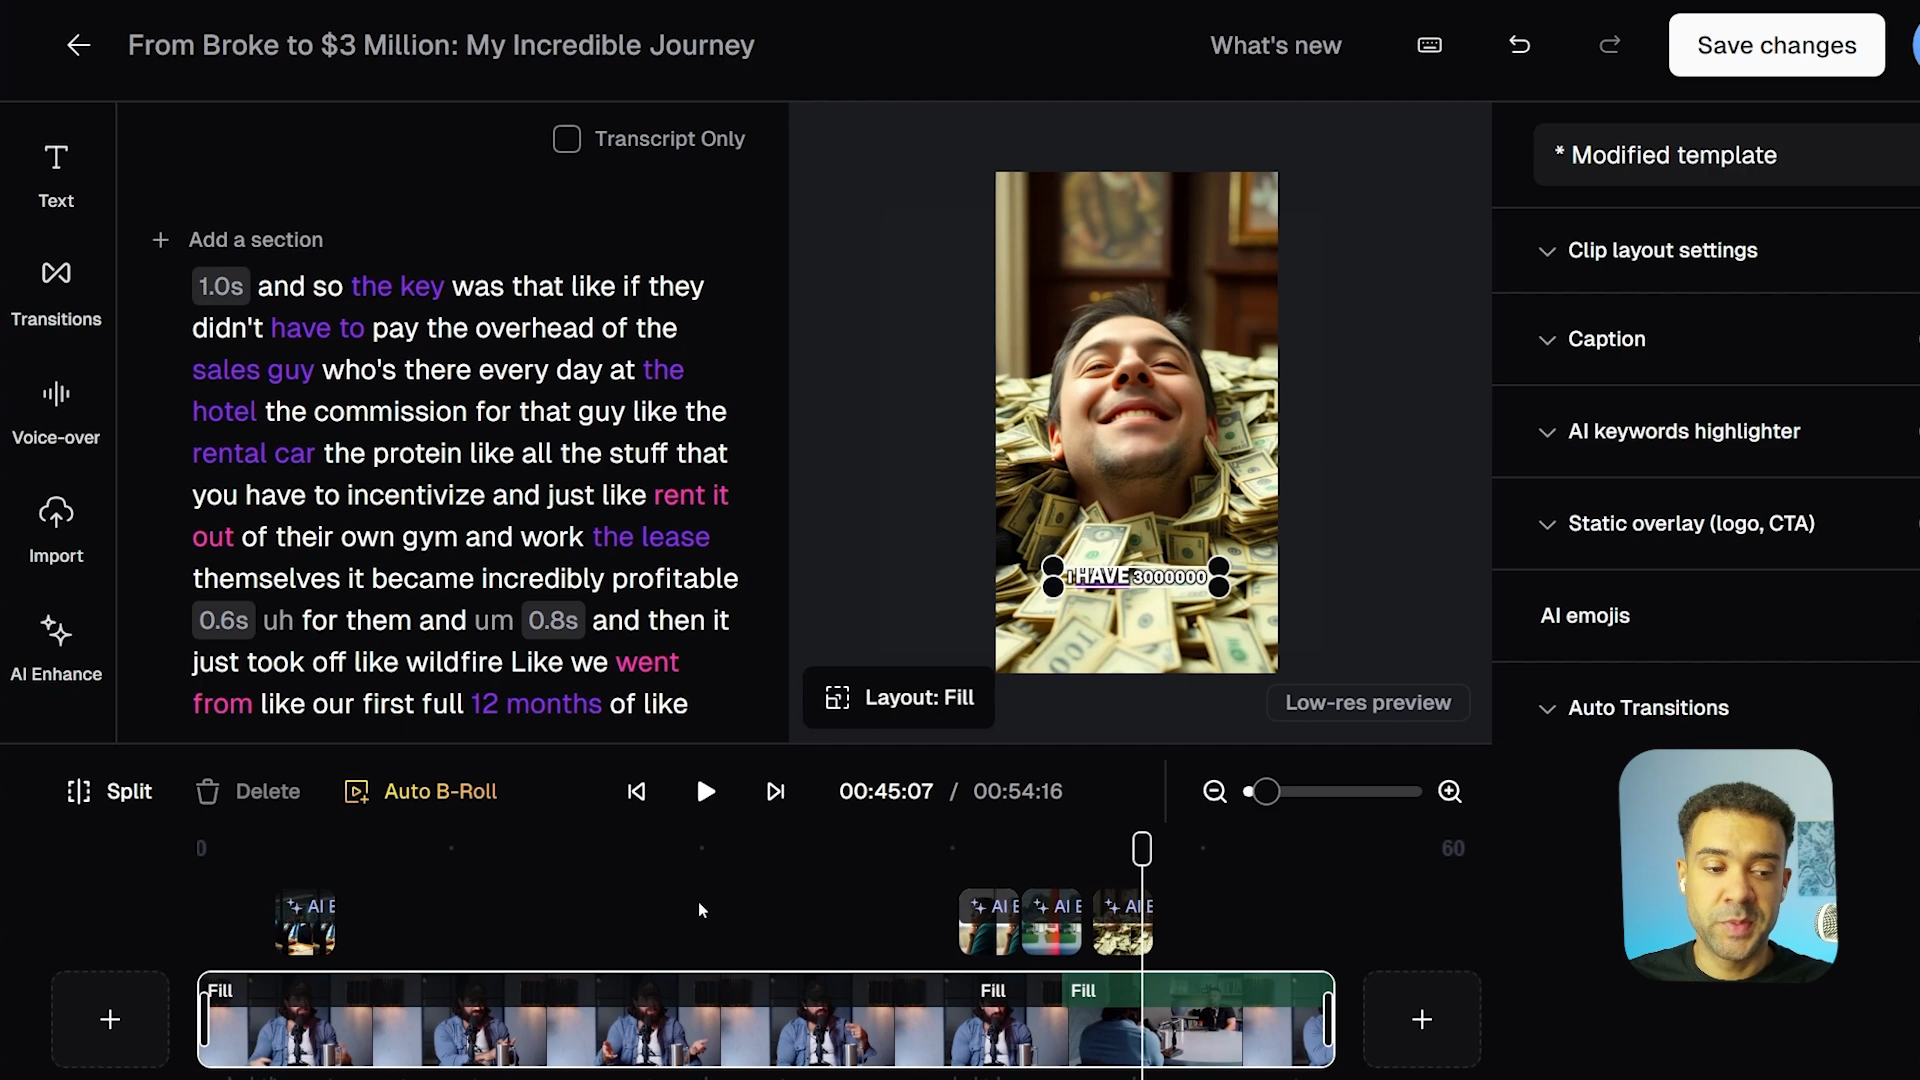 From Broke to $3 Million: My Incredible Journey
What's new
Save changes
Text
Transitions
Voice-over
Import
AI Enhance
Transcript Only
Add a section
1.0s and so the key was that like if they
didn't have to pay the overhead of the
sales guy who's there every day at the
hotel the commission for that guy like the
rental car the protein like all the stuff that
you have to incentivize and just like rent it
out of their own gym and work the lease
themselves it became incredibly profitable
0.6s uh for them and um 0.8s and then it
just took off like wildfire Like we went
from like our first full 12 months of like
I HAVE 3000000
Layout: Fill
Low-res preview
* Modified template
Clip layout settings
Caption
AI keywords highlighter
Static overlay (logo, CTA)
AI emojis
Auto Transitions
Split
Delete
Auto B-Roll
00:45:07 / 00:54:16
0
60
AI
AI
AI
AI
Fill
Fill
Fill